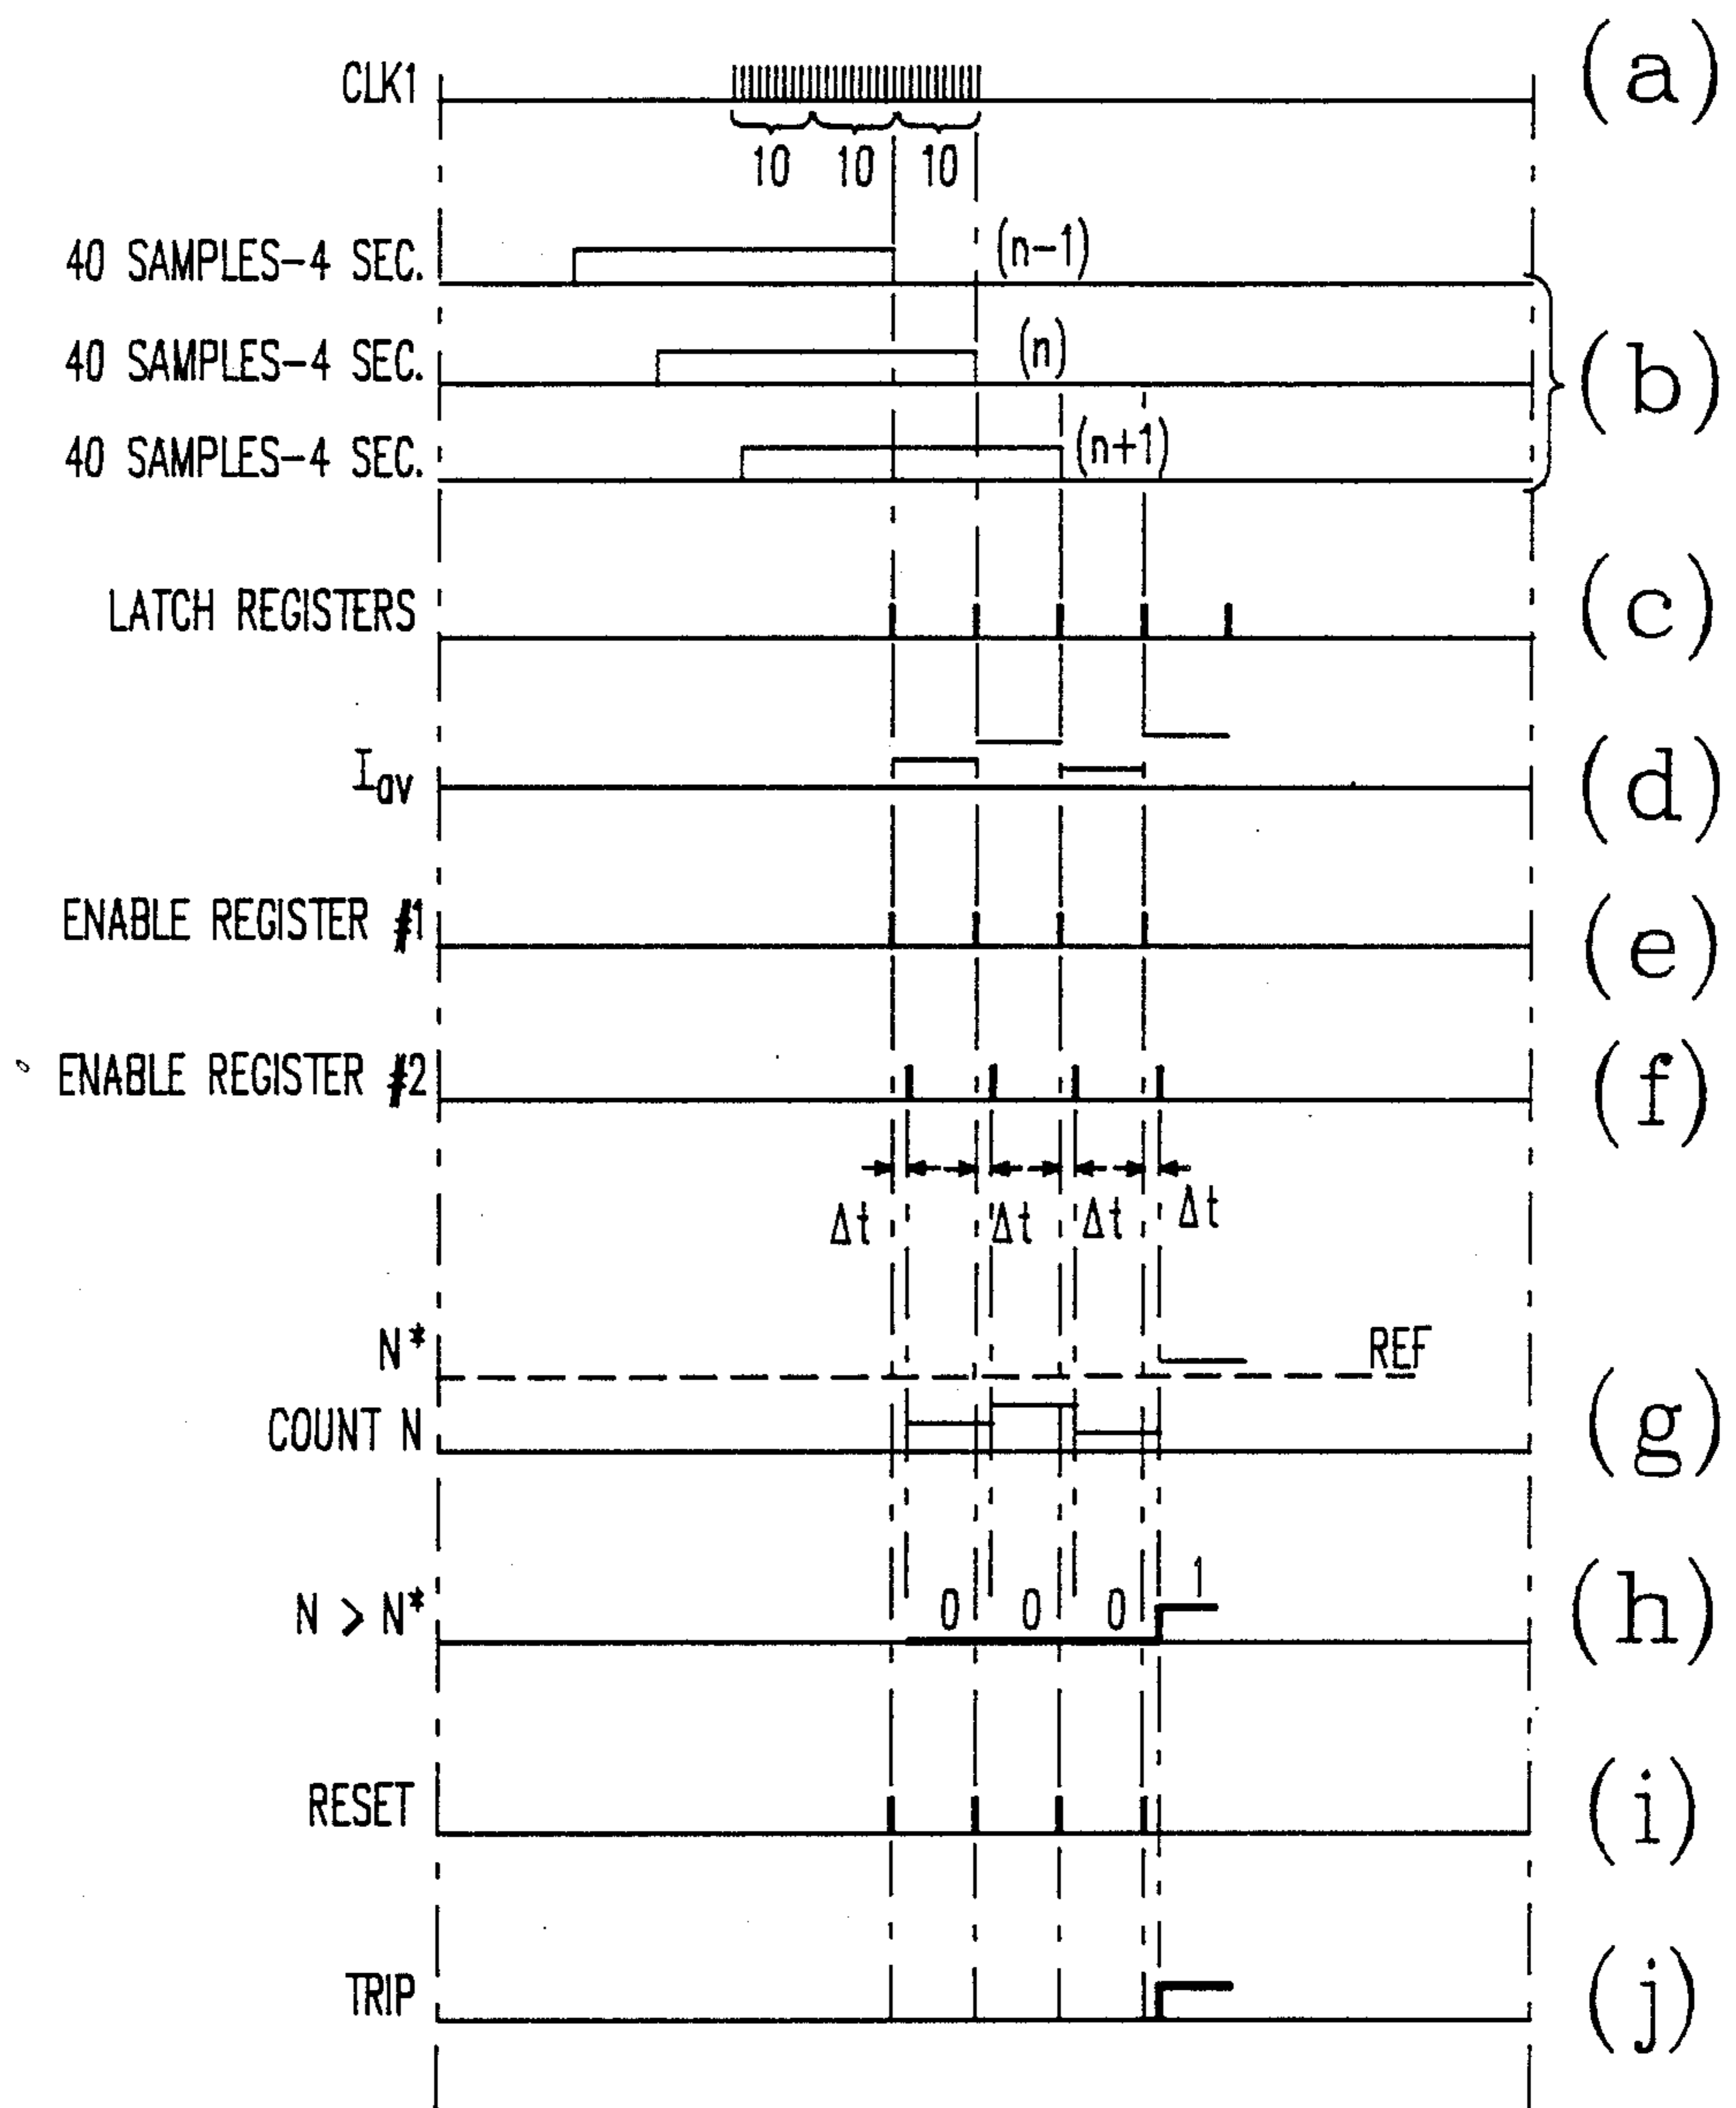 CLK1 (a)
10 10 10
40 SAMPLES-4 SEC. (n-1)
40 SAMPLES-4 SEC. (n) (b)
40 SAMPLES-4 SEC. (n+1)
LATCH REGISTERS (c)
Iav (d)
ENABLE REGISTER #1 (e)
ENABLE REGISTER #2 (f)
Δt Δt Δt Δt
N* REF
COUNT N (g)
N > N* 0 0 0 1 (h)
RESET (i)
TRIP (j)